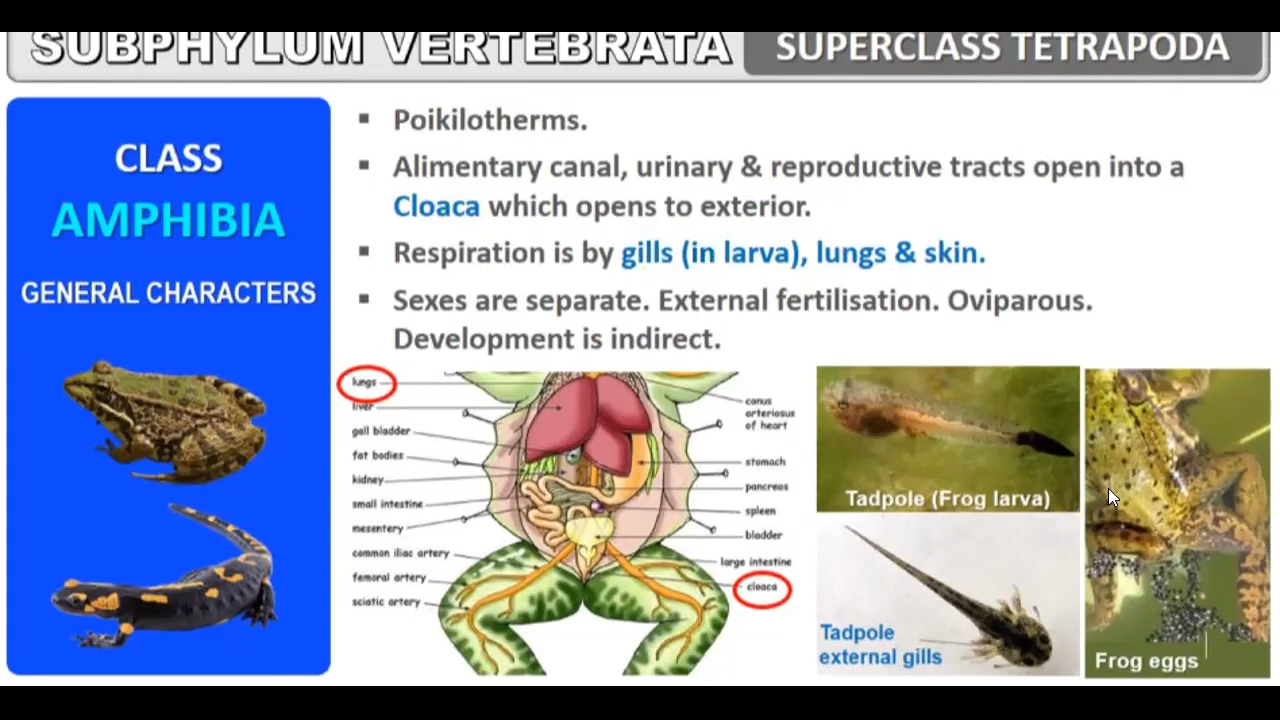 SUBPHYLUM VERTEBRATA
SUPERCLASS TETRAPODA
CLASS
AMPHIBIA
GENERAL CHARACTERS
▪ Poikilotherms.
▪ Alimentary canal, urinary & reproductive tracts open into a
Cloaca which opens to exterior.
▪ Respiration is by gills (in larva), lungs & skin.
▪ Sexes are separate. External fertilisation. Oviparous.
Development is indirect.
lungs
liver
gall bladder
fat bodies
kidney
small intestine
mesentery
common iliac artery
femoral artery
sciatic artery
conus
arteriosus
of heart
stomach
pancreas
spleen
bladder
large intestine
cloaca
Tadpole (Frog larva)
Tadpole
external gills
Frog eggs